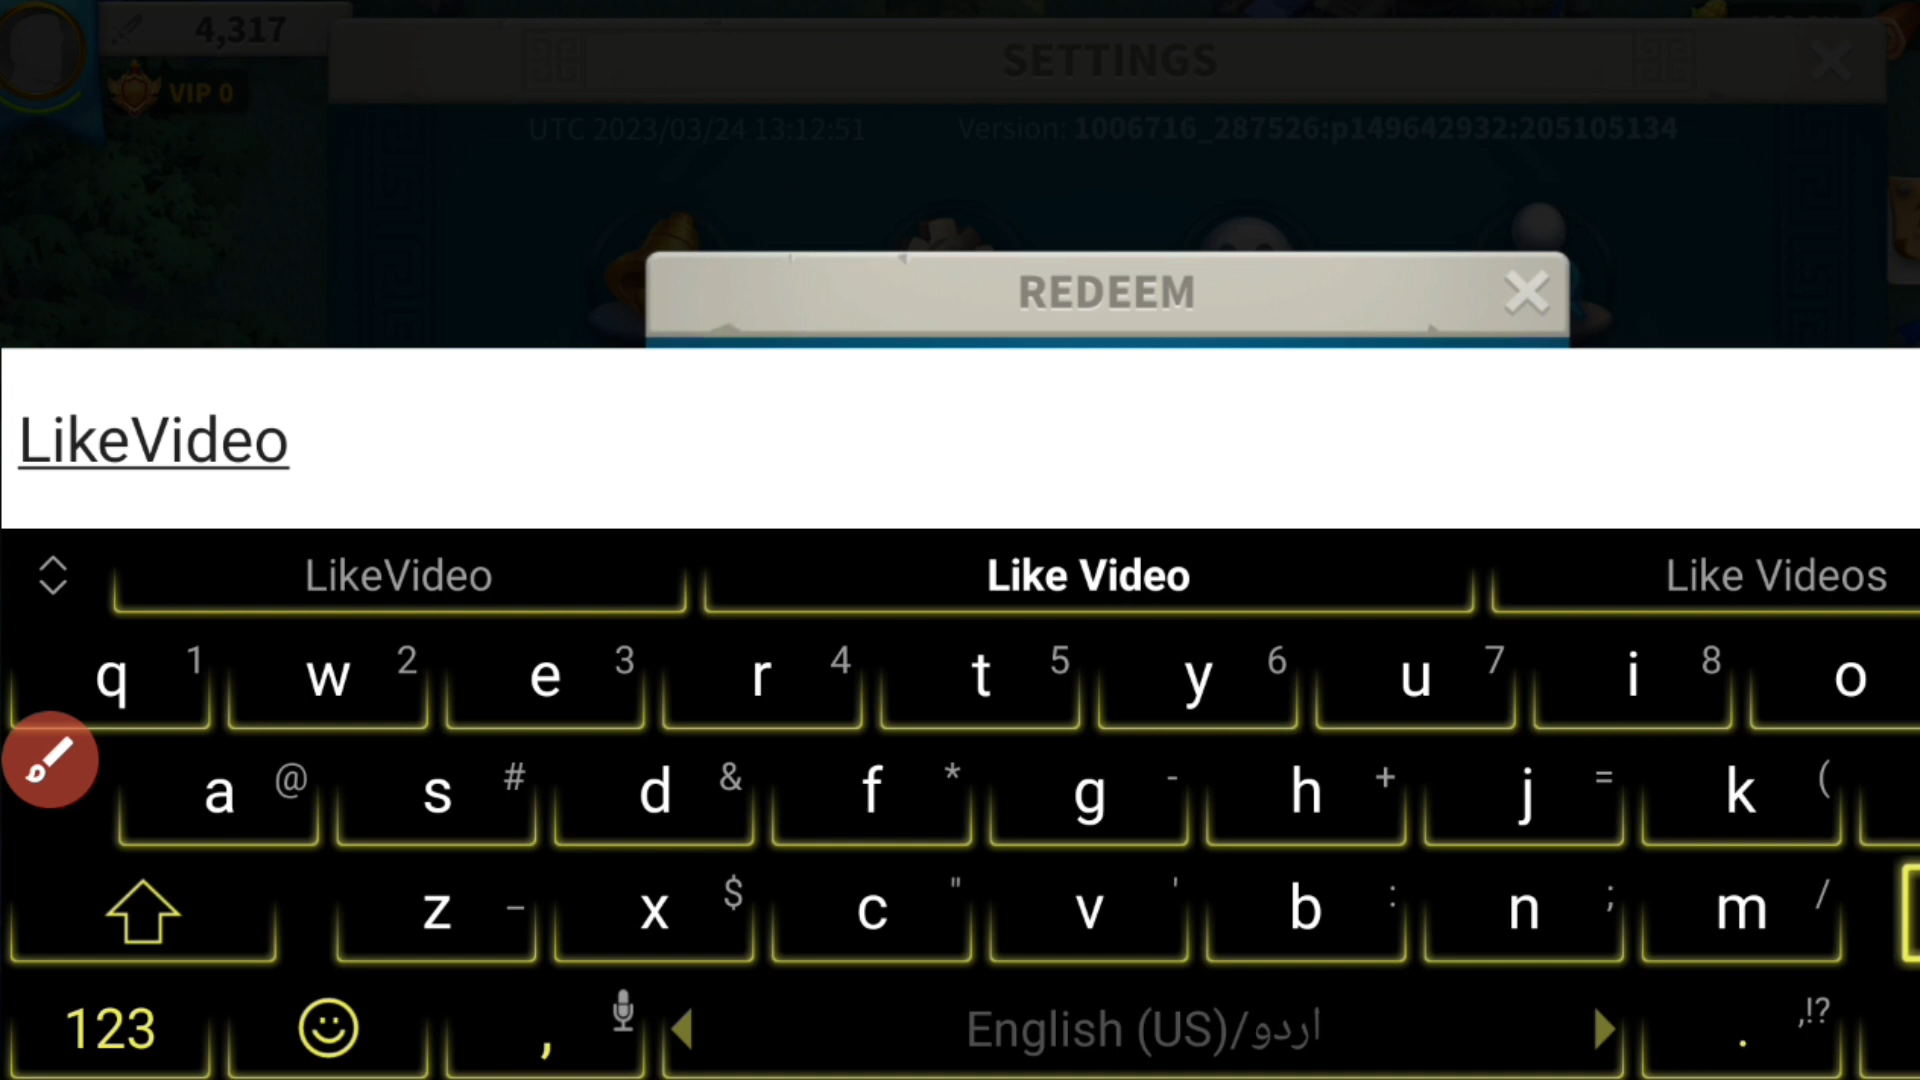 4,317
SETTINGS
VIP 0
UTC 2023/03/24 13:12:51 Version: 1006716_287526:p149642932:205105134
REDEEM
LikeVideo
LikeVideo Like Video Like Videos
q 1 w 2 e 3 r 4 t 5 y 6 u 7 i 8 o
a @ s # d & f * g - h + j = k (
z _ x $ c " v ' b : n ; m /
123 , English (US)/اردو . ,!?